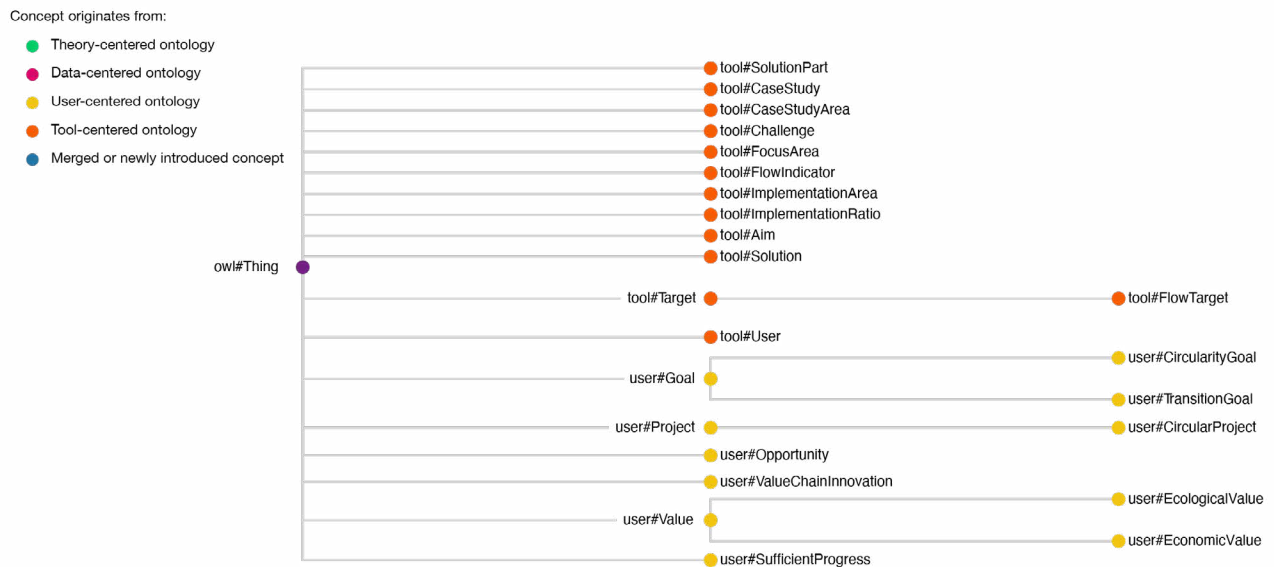 Concept originates from:
Theory-centered ontology
Data-centered ontology
User-centered ontology
Tool-centered ontology
Merged or newly introduced concept
tool#SolutionPart
tool#CaseStudy
tool#CaseStudyArea
tool#Challenge
tool#FocusArea
tool#FlowIndicator
tool#ImplementationArea
tool#ImplementationRatio
tool#Aim
tool#Solution
owl#Thing
tool#Target
tool#FlowTarget
tool#User
user#CircularityGoal
user#Goal
user#TransitionGoal
user#Project
user#CircularProject
user#Opportunity
user#ValueChainInnovation
user#EcologicalValue
user#Value
user#EconomicValue
user#SufficientProgress